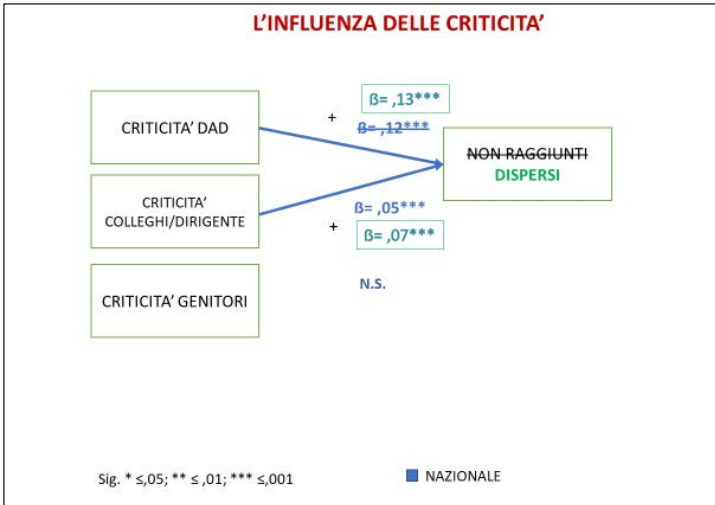 L'INFLUENZA DELLE CRITICITA'
ß= ,13***
+
ß= ,12***
CRITICITA' DAD
NON RAGGIUNTI
DISPERSI
CRITICITA'
COLLEGHI/DIRIGENTE
ß= ,05***
+
ß= ,07***
N.S.
CRITICITA' GENITORI
Sig. * ≤,05; ** ≤ ,01; *** ≤,001
NAZIONALE